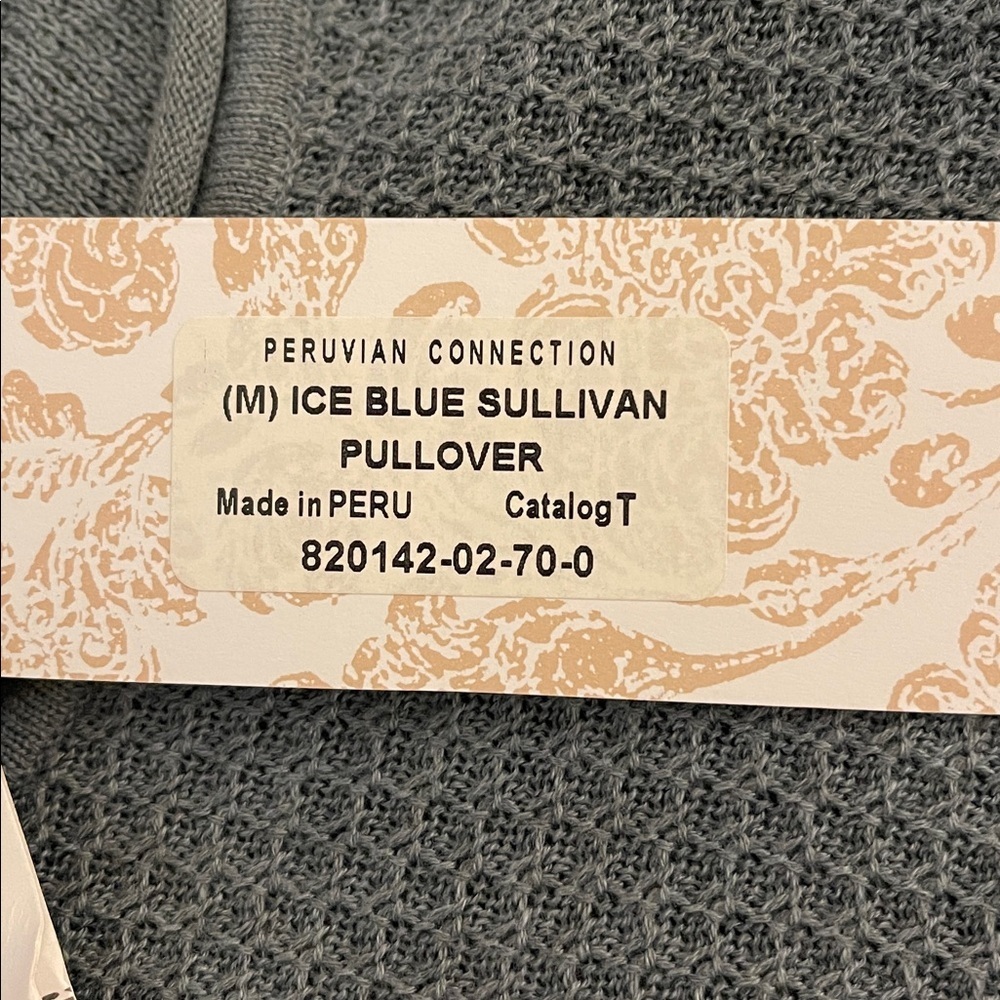 PERUVIAN CONNECTION
(M) ICE BLUE SULLIVAN
PULLOVER
Made in PERU Catalog T
820142-02-70-0